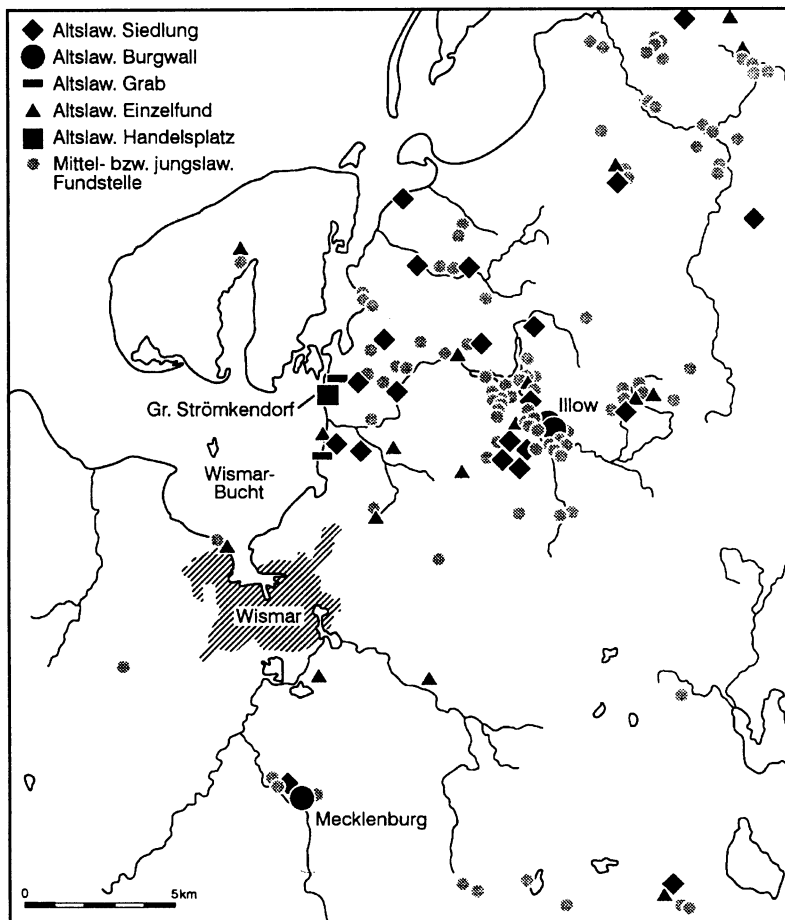 Altslaw. Siedlung
Altslaw. Burgwall
Altslaw. Grab
Altslaw. Einzelfund
Altslaw. Handelsplatz
Mittel- bzw. jungslaw.
Fundstelle
Gr. Strömkendorf
Illow
Wismar-
Bucht
Wismar
Mecklenburg
0 5km